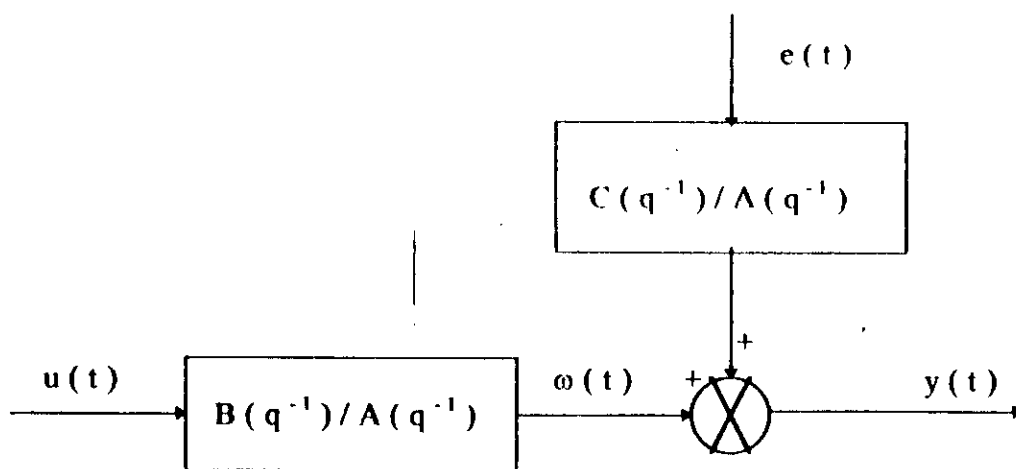 e(t)
C(q⁻¹)/A(q⁻¹)
+
u(t)
B(q⁻¹)/A(q⁻¹)
ω(t)
+
y(t)